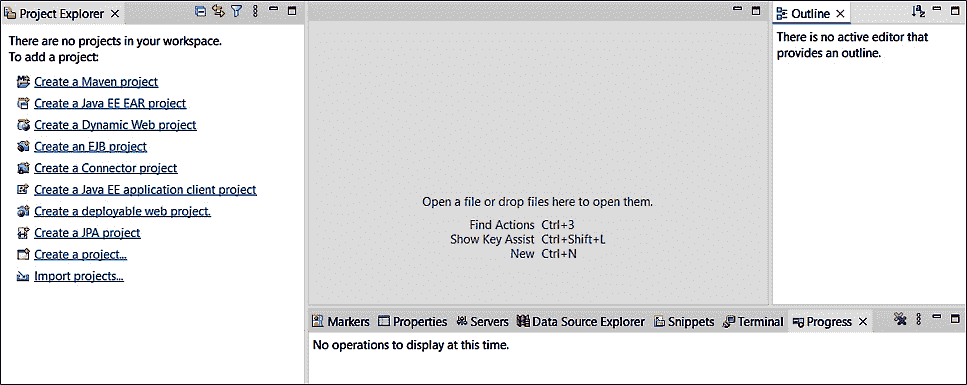 Project Explorer
There are no projects in your workspace.
To add a project:
Create a Maven project
Create a Java EE EAR project
Create a Dynamic Web project
Create an EJB project
Create a Connector project
Create a Java EE application client project
Create a deployable web project.
Create a JPA project
Create a project...
Import projects...
Open a file or drop files here to open them.
Find Actions Ctrl+3
Show Key Assist Ctrl+Shift+L
New Ctrl+N
Outline
There is no active editor that
provides an outline.
Markers Properties Servers Data Source Explorer Snippets Terminal Progress
No operations to display at this time.